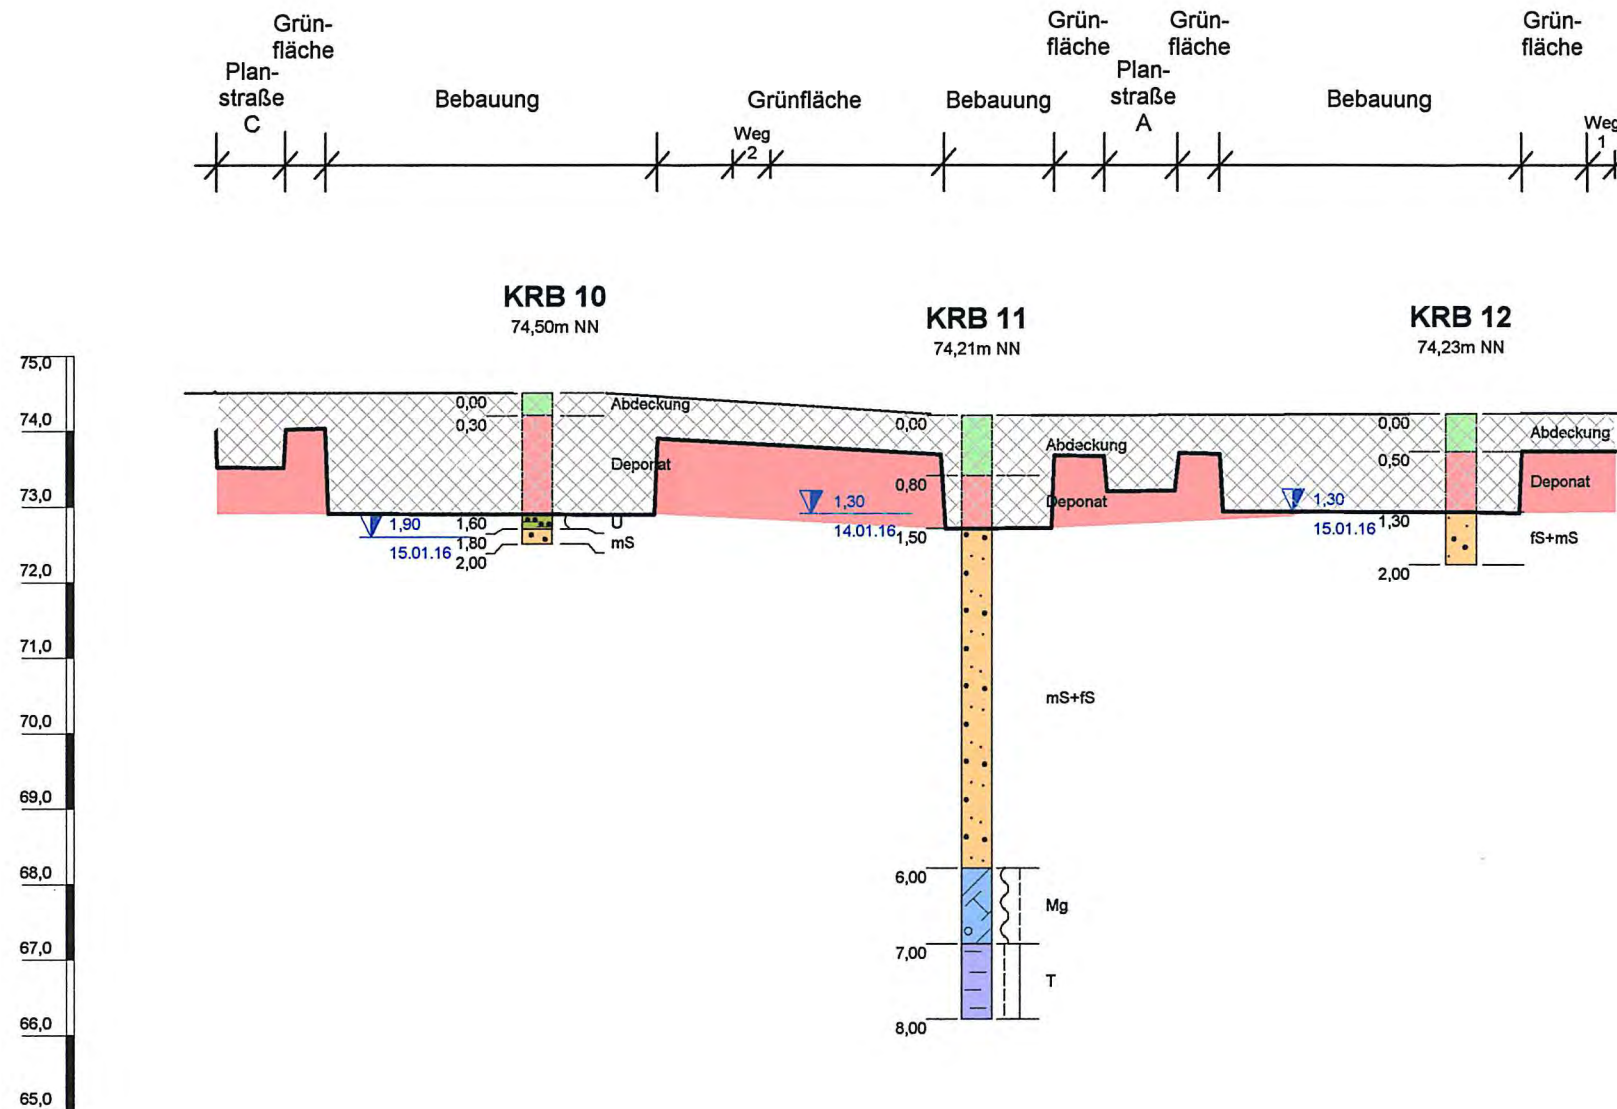 Grün-
fläche
Plan-
straße
C
Bebauung
Grünfläche
Weg
2
Bebauung
Grün-
fläche
Plan-
straße
A
Grün-
fläche
Bebauung
Grün-
fläche
Weg
1
KRB 10
74,50m NN
KRB 11
74,21m NN
KRB 12
74,23m NN
75,0
74,0
73,0
72,0
71,0
70,0
69,0
68,0
67,0
66,0
65,0
0,00
0,30
Abdeckung
Deponat
1,90
15.01.16
1,60
1,80
2,00
U
mS
1,30
14.01.16
0,00
0,80
1,50
Abdeckung
Deponat
mS+fS
6,00
Mg
7,00
T
8,00
1,30
15.01.16
0,00
0,50
1,30
2,00
Abdeckung
Deponat
fS+mS